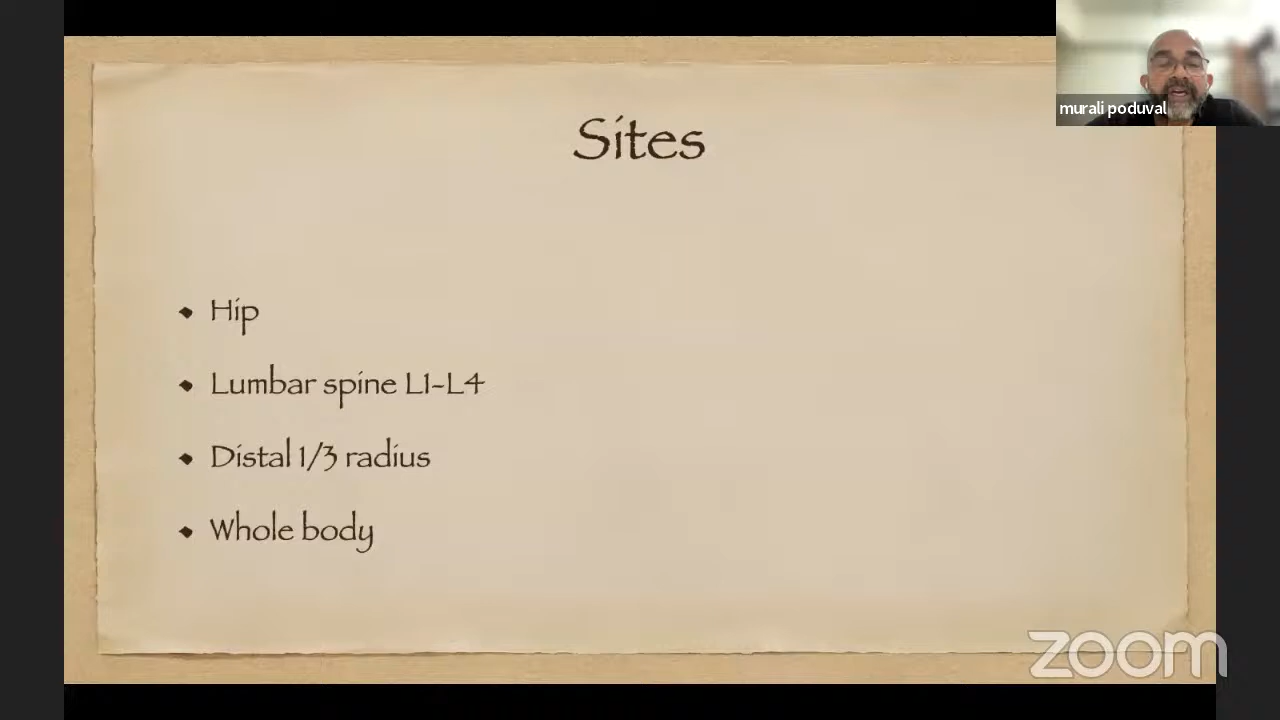 murali poduval
Sites
Hip
Lumbar spine L1-L4
Distal 1/3 radius
Whole body
zoom